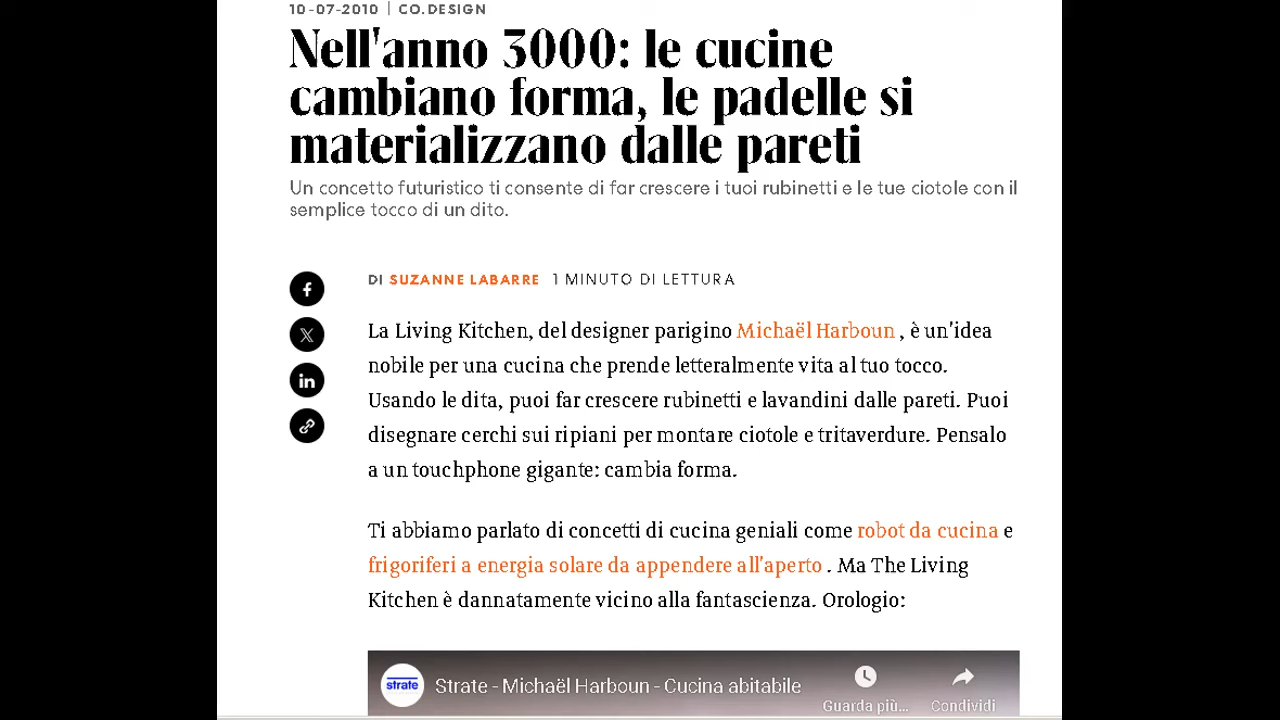 10-07-2010 | CO.DESIGN
Nell'anno 3000: le cucine
cambiano forma, le padelle si
materializzano dalle pareti
Un concetto futuristico ti consente di far crescere i tuoi rubinetti e le tue ciotole con il
semplice tocco di un dito.
DI SUZANNE LABARRE 1 MINUTO DI LETTURA
La Living Kitchen, del designer parigino Michaël Harboun , è un'idea
nobile per una cucina che prende letteralmente vita al tuo tocco.
Usando le dita, puoi far crescere rubinetti e lavandini dalle pareti. Puoi
disegnare cerchi sui ripiani per montare ciotole e tritaverdure. Pensalo
a un touchphone gigante: cambia forma.
Ti abbiamo parlato di concetti di cucina geniali come robot da cucina e
frigoriferi a energia solare da appendere all'aperto . Ma The Living
Kitchen è dannatamente vicino alla fantascienza. Orologio:
strate Strate - Michaël Harboun - Cucina abitabile
Guarda più... Condividi